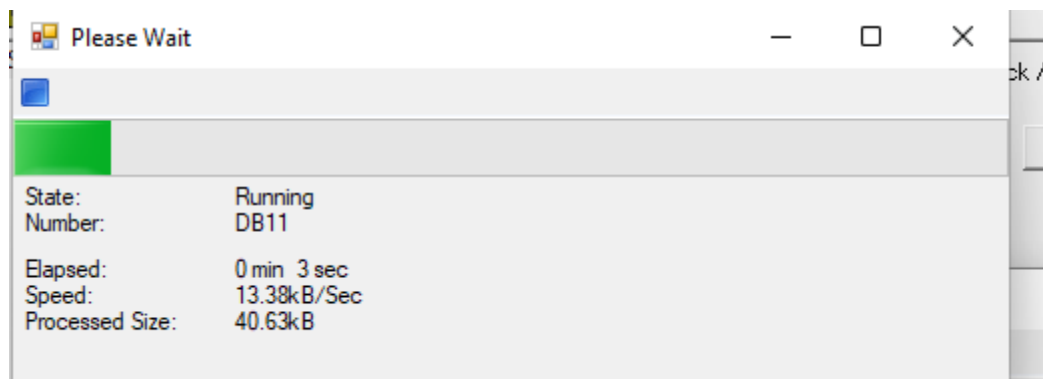 Please Wait
ck
State: Running
Number: DB11
Elapsed: 0 min 3 sec
Speed: 13.38kB/Sec
Processed Size: 40.63kB